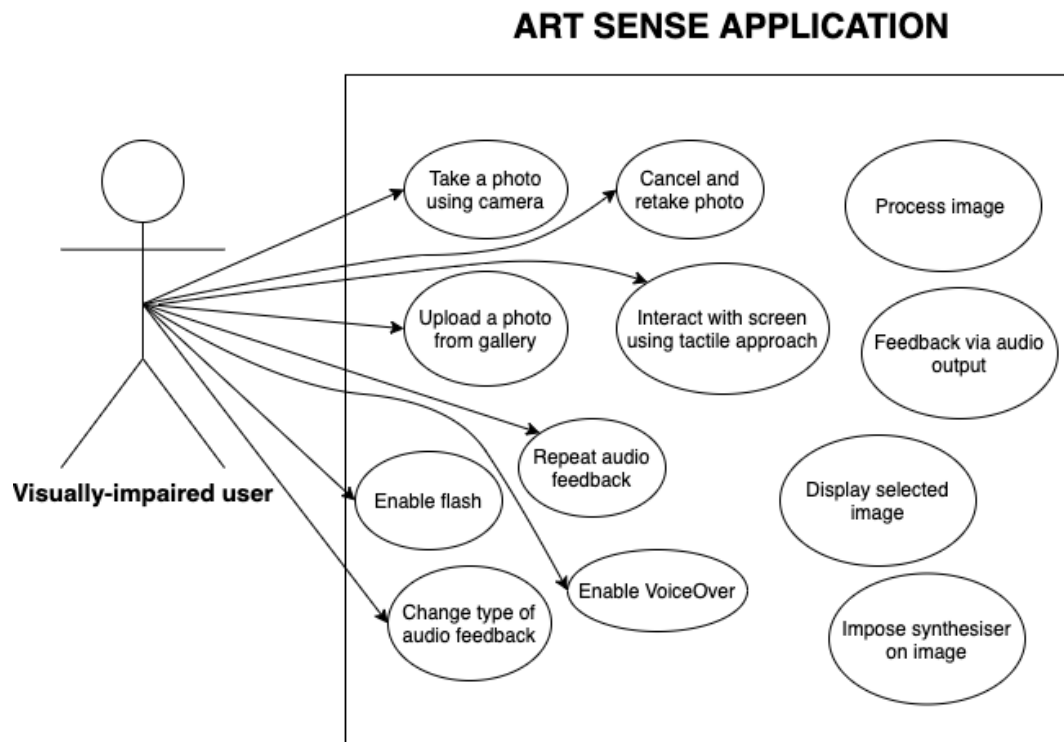 ART SENSE APPLICATION
Take a photo
using camera
Cancel and
retake photo
Process image
Upload a photo
from gallery
Interact with screen
using tactile approach
Feedback via audio
output
Repeat audio
feedback
Visually-impaired user
Enable flash
Display selected
image
Enable VoiceOver
Change type of
audio feedback
Impose synthesiser
on image